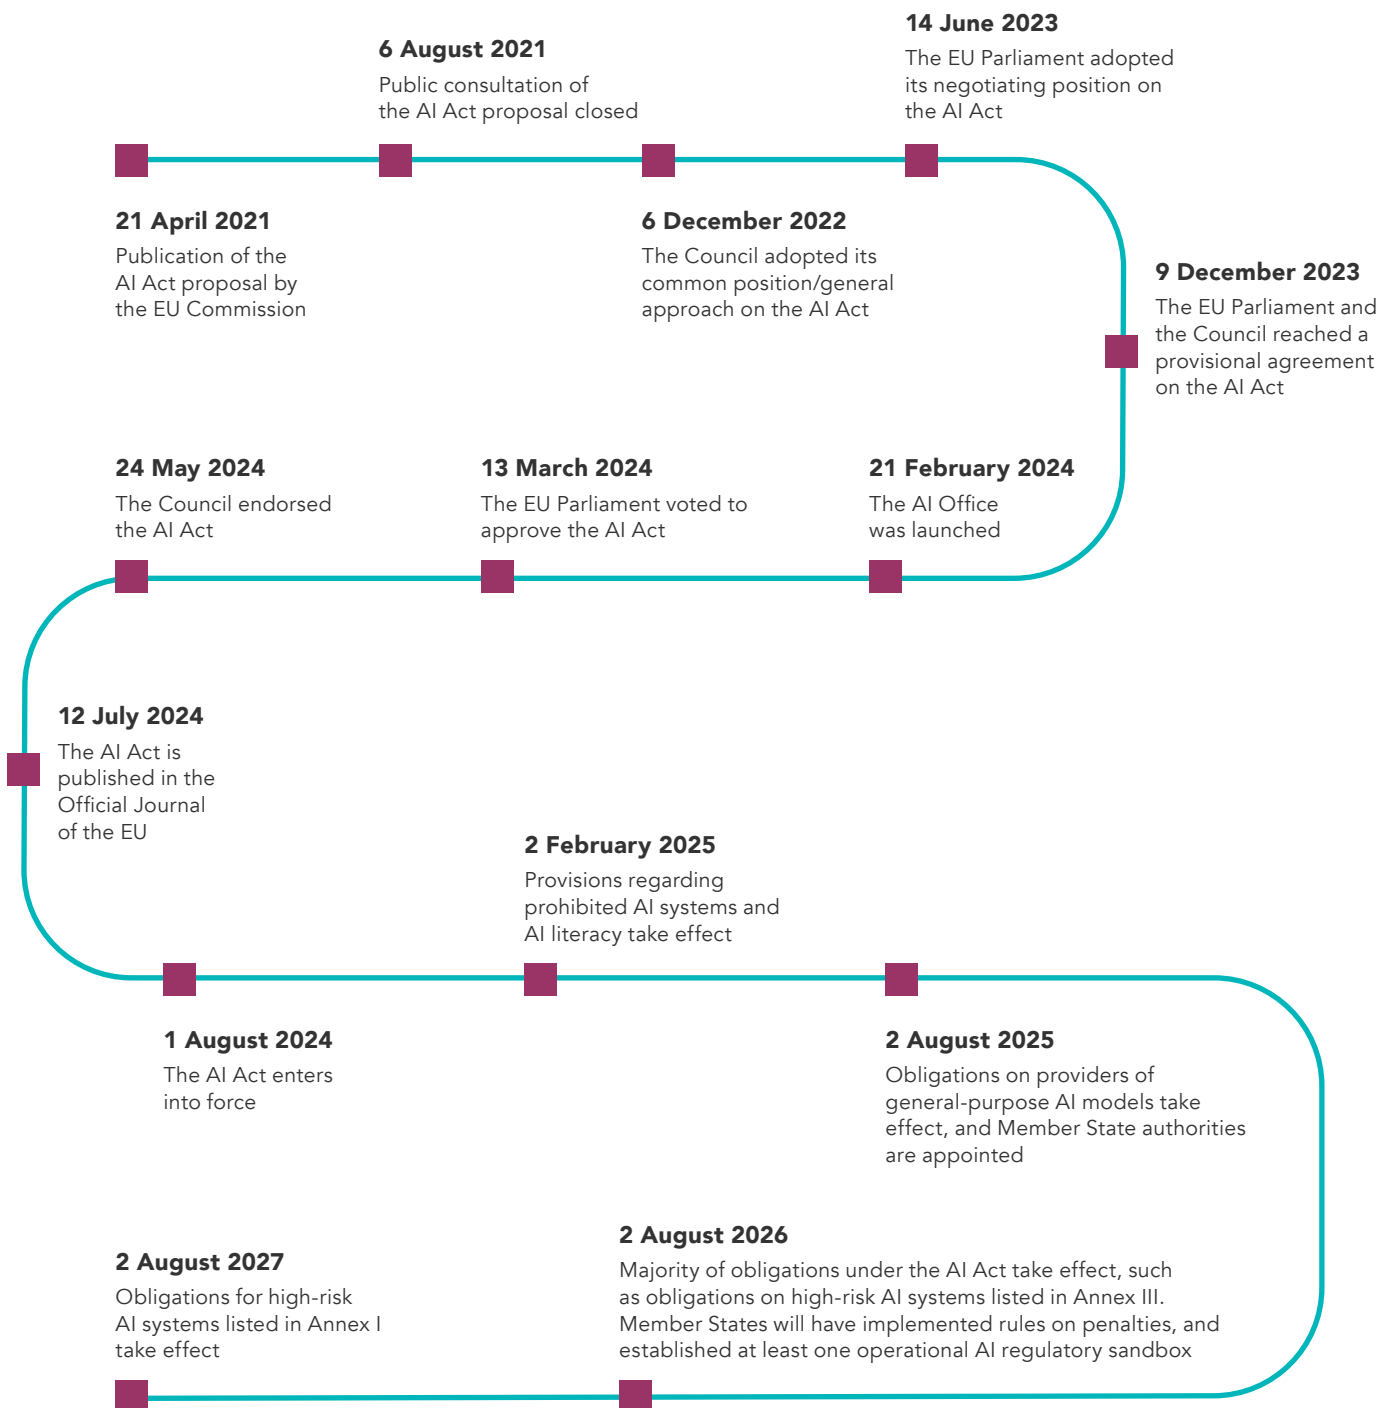 21 April 2021
Publication of the
AI Act proposal by
the EU Commission
6 August 2021
Public consultation of
the AI Act proposal closed
6 December 2022
The Council adopted its
common position/general
approach on the AI Act
14 June 2023
The EU Parliament adopted
its negotiating position on
the AI Act
9 December 2023
The EU Parliament and
the Council reached a
provisional agreement
on the AI Act
21 February 2024
The AI Office
was launched
13 March 2024
The EU Parliament voted to
approve the AI Act
24 May 2024
The Council endorsed
the AI Act
12 July 2024
The AI Act is
published in the
Official Journal
of the EU
1 August 2024
The AI Act enters
into force
2 February 2025
Provisions regarding
prohibited AI systems and
AI literacy take effect
2 August 2025
Obligations on providers of
general-purpose AI models take
effect, and Member State authorities
are appointed
2 August 2026
Majority of obligations under the AI Act take effect, such
as obligations on high-risk AI systems listed in Annex III.
Member States will have implemented rules on penalties, and
established at least one operational AI regulatory sandbox
2 August 2027
Obligations for high-risk
AI systems listed in Annex I
take effect